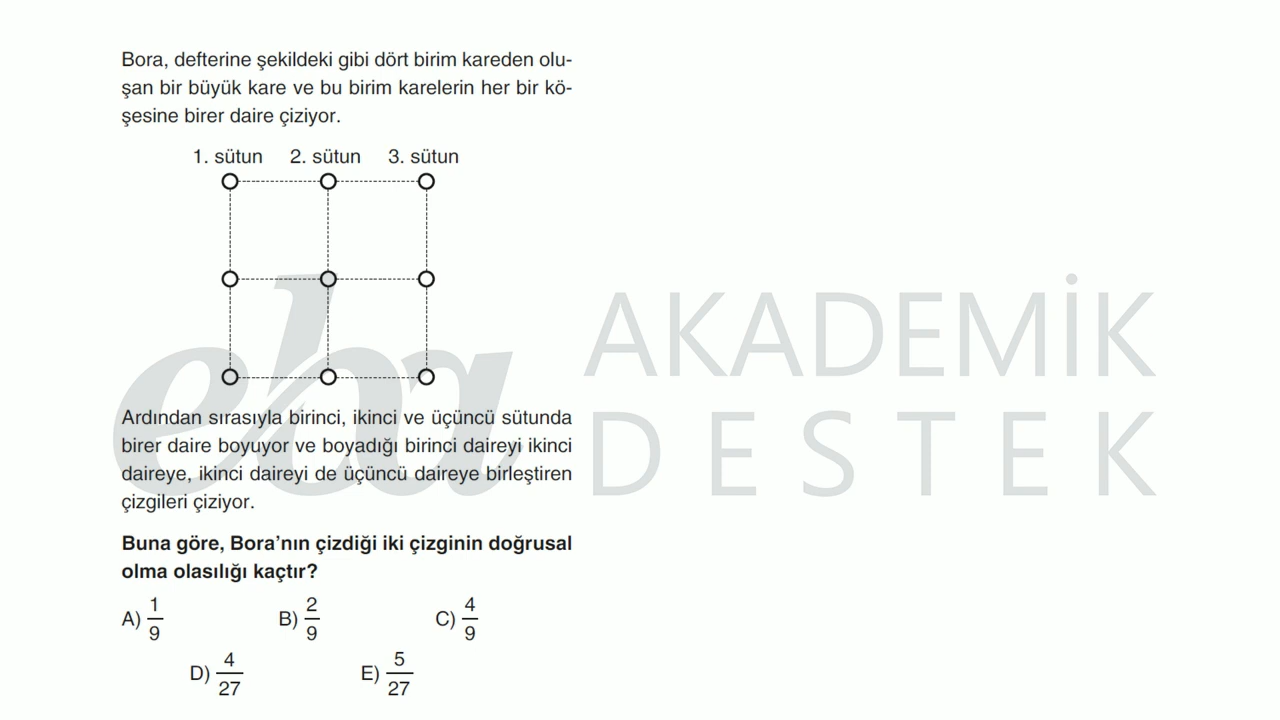 Bora, defterine şekildeki gibi dört birim kareden olu-
şan bir büyük kare ve bu birim karelerin her bir kö-
şesine birer daire çiziyor.
1. sütun 2. sütun 3. sütun
Ardından sırasıyla birinci, ikinci ve üçüncü sütunda
birer daire boyuyor ve boyadığı birinci daireyi ikinci
daireye, ikinci daireyi de üçüncü daireye birleştiren
çizgileri çiziyor.
Buna göre, Bora’nın çizdiği iki çizginin doğrusal
olma olasılığı kaçtır?
A) 1/9 B) 2/9 C) 4/9
D) 4/27 E) 5/27
eba
AKADEMİK
DESTEK